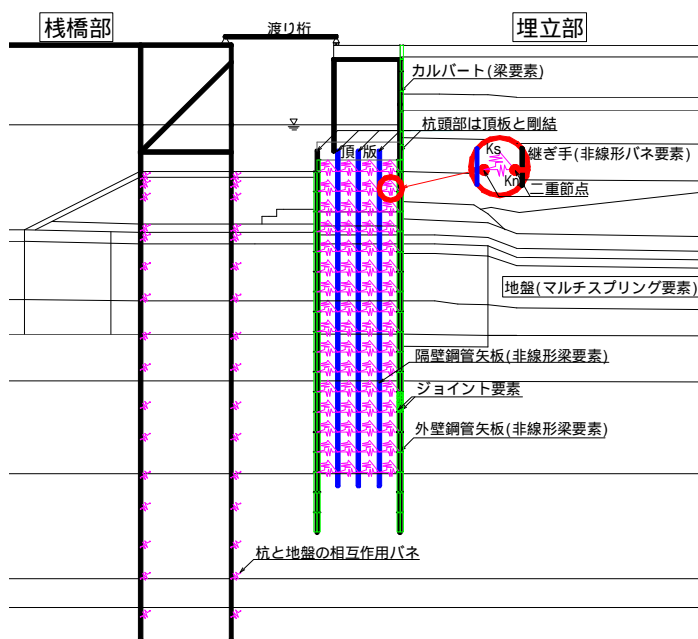 桟橋部
渡り桁
埋立部
カルバート(梁要素)
杭頭部は頂板と剛結
頂版
Ks
Kn
継ぎ手(非線形バネ要素)
二重節点
地盤(マルチスプリング要素)
隔壁鋼管矢板(非線形梁要素)
ジョイント要素
外壁鋼管矢板(非線形梁要素)
杭と地盤の相互作用バネ